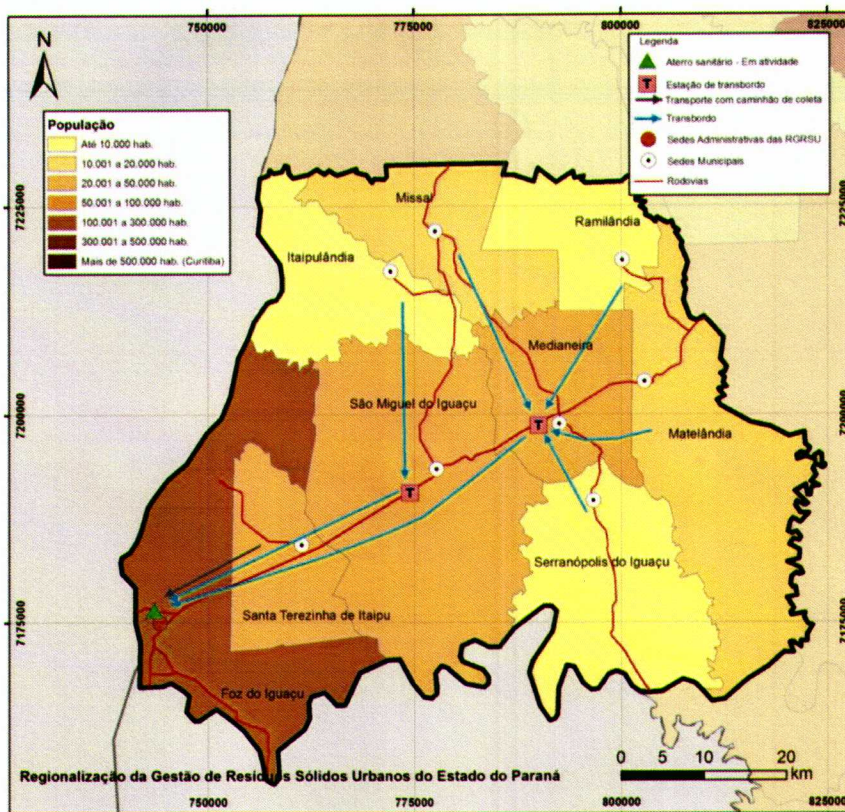 750000
775000
800000
825000
N
Legenda
Aterro sanitário - Em atividade
Estação de transbordo
Transporte com caminhão de coleta
Transbordo
Sedes Administrativas das RGRSU
Sedes Municipais
Rodovias
População
Até 10.000 hab.
10.001 a 20.000 hab.
20.001 a 50.000 hab.
50.001 a 100.000 hab.
100.001 a 300.000 hab.
300.001 a 500.000 hab.
Mais de 500.000 hab. (Curitiba)
7225000
7225000
Missal
Ramilândia
Itaipulândia
Medianeira
São Miguel do Iguaçu
7200000
7200000
T
Matelândia
T
Serranópolis do Iguaçu
Santa Terezinha de Itaipu
7175000
7175000
Foz do Iguaçu
Regionalização da Gestão de Resíduos Sólidos Urbanos do Estado do Paraná
0 5 10 20
km
750000
775000
800000
825000